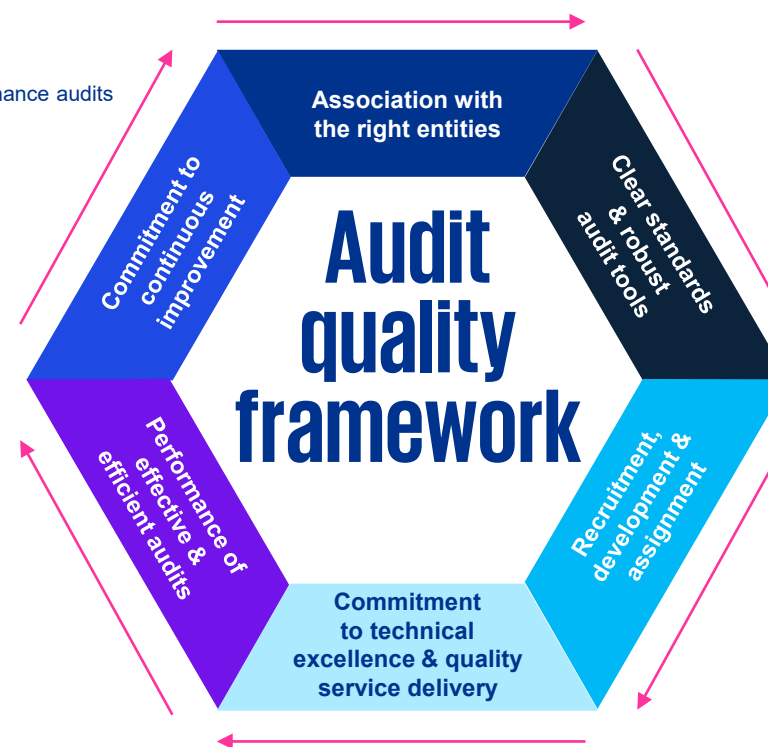 nance audits
Association with
the right entities
Clear standards
& robust
audit tools
Recruitment,
development &
assignment
Commitment
to technical
excellence & quality
service delivery
Performance of
effective &
efficient audits
Commitment to
continuous
improvement
Audit
quality
framework